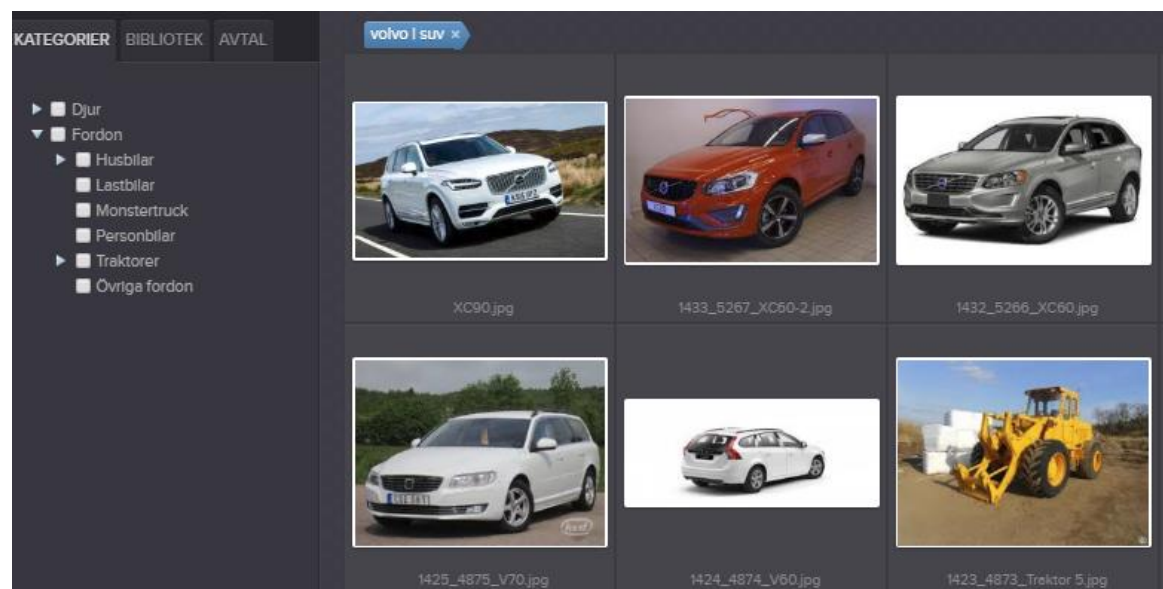 KATEGORIER BIBLIOTEK AVTAL
volvo | suv ×
Djur
Fordon
Husbilar
Lastbilar
Monstertruck
Personbilar
Traktorer
Övriga fordon
XC90.jpg
1433_5267_XC60-2.jpg
1432_5266_XC60.jpg
1425_4875_V70.jpg
1424_4874_V60.jpg
1423_4873_Traktor 5.jpg